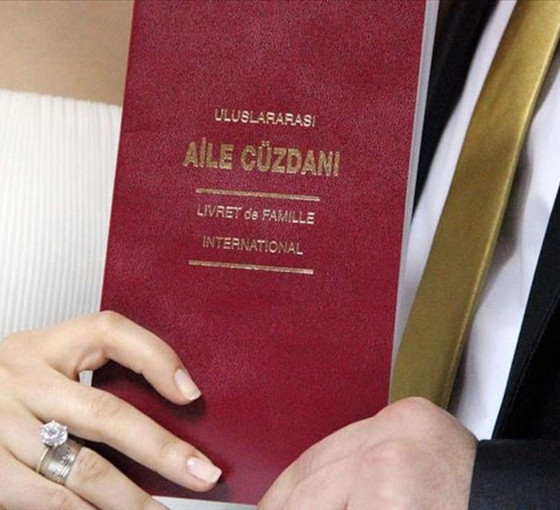 ULUSLARARASI
AİLE CÜZDANI
LIVRET de FAMILLE
INTERNATIONAL